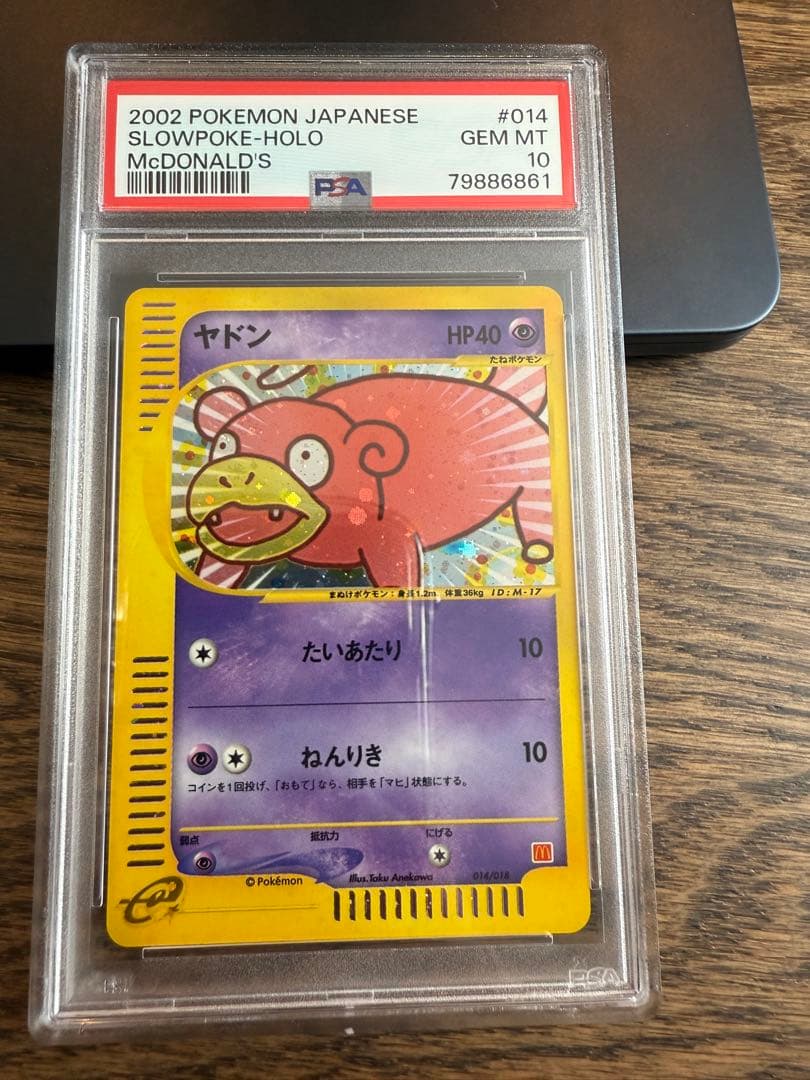 2002 POKEMON JAPANESE #014
SLOWPOKE-HOLO GEM MT
McDONALD'S 10
PSA 79886861
ヤドン HP40
たねポケモン
まぬけポケモン:身長1.2m 体重36kg ID:M-17
たいあたり 10
ねんりき 10
コインを1回投げ、「おもて」なら、相手を「マヒ」状態にする。
弱点 抵抗力 にげる
©Pokémon Illus.Taku Anekawa 014/018
PSA